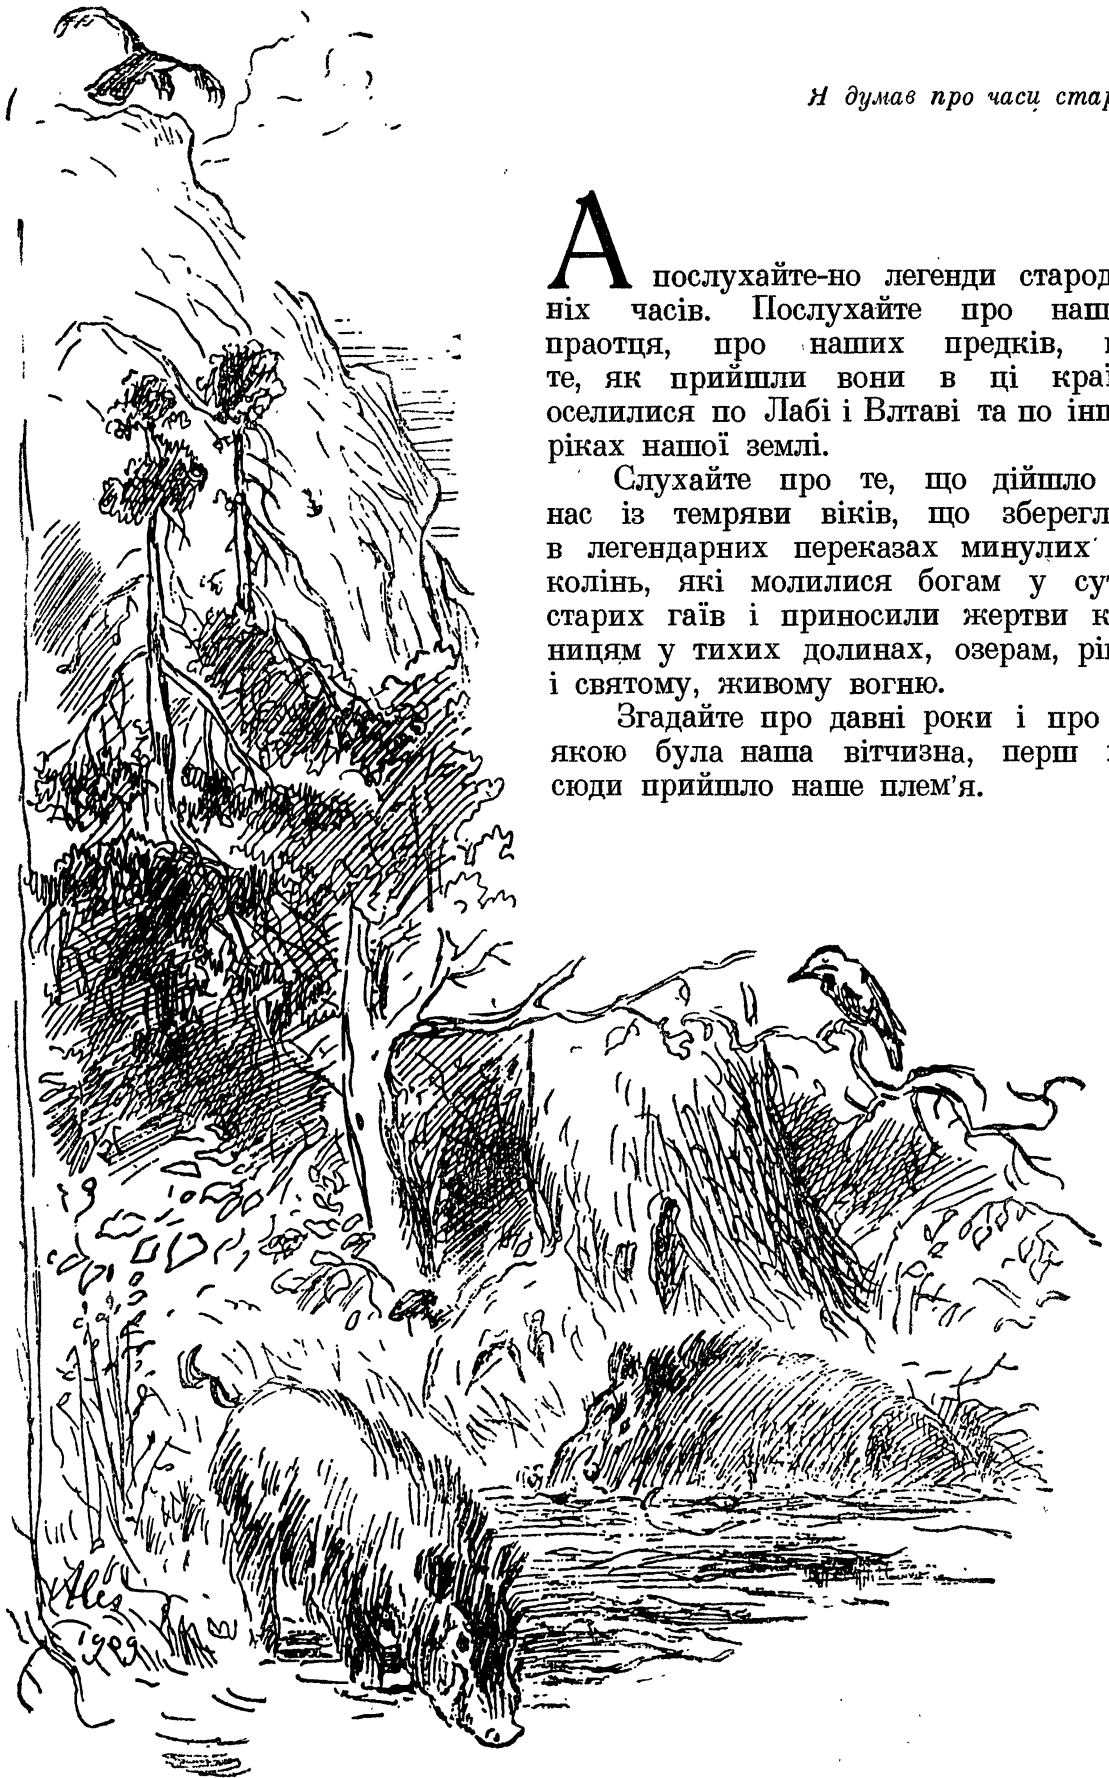 Я думав про часи стар
А послухайте-но легенди старод
ніх часів. Послухайте про наш
праотця, про наших предків,
те, як прийшли вони в ці кра
оселилися по Лабі і Влтаві та по інш
ріках нашої землі.
Слухайте про те, що дійшло
нас із темряви віків, що зберегл
в легендарних переказах минулих
колінь, які молилися богам у су
старих гаїв і приносили жертви к
ницям у тихих долинах, озерам, рі
і святому, живому вогню.
Згадайте про давні роки і про
якою була наша вітчизна, перш
сюди прийшло наше плем’я.
Aleš
1909